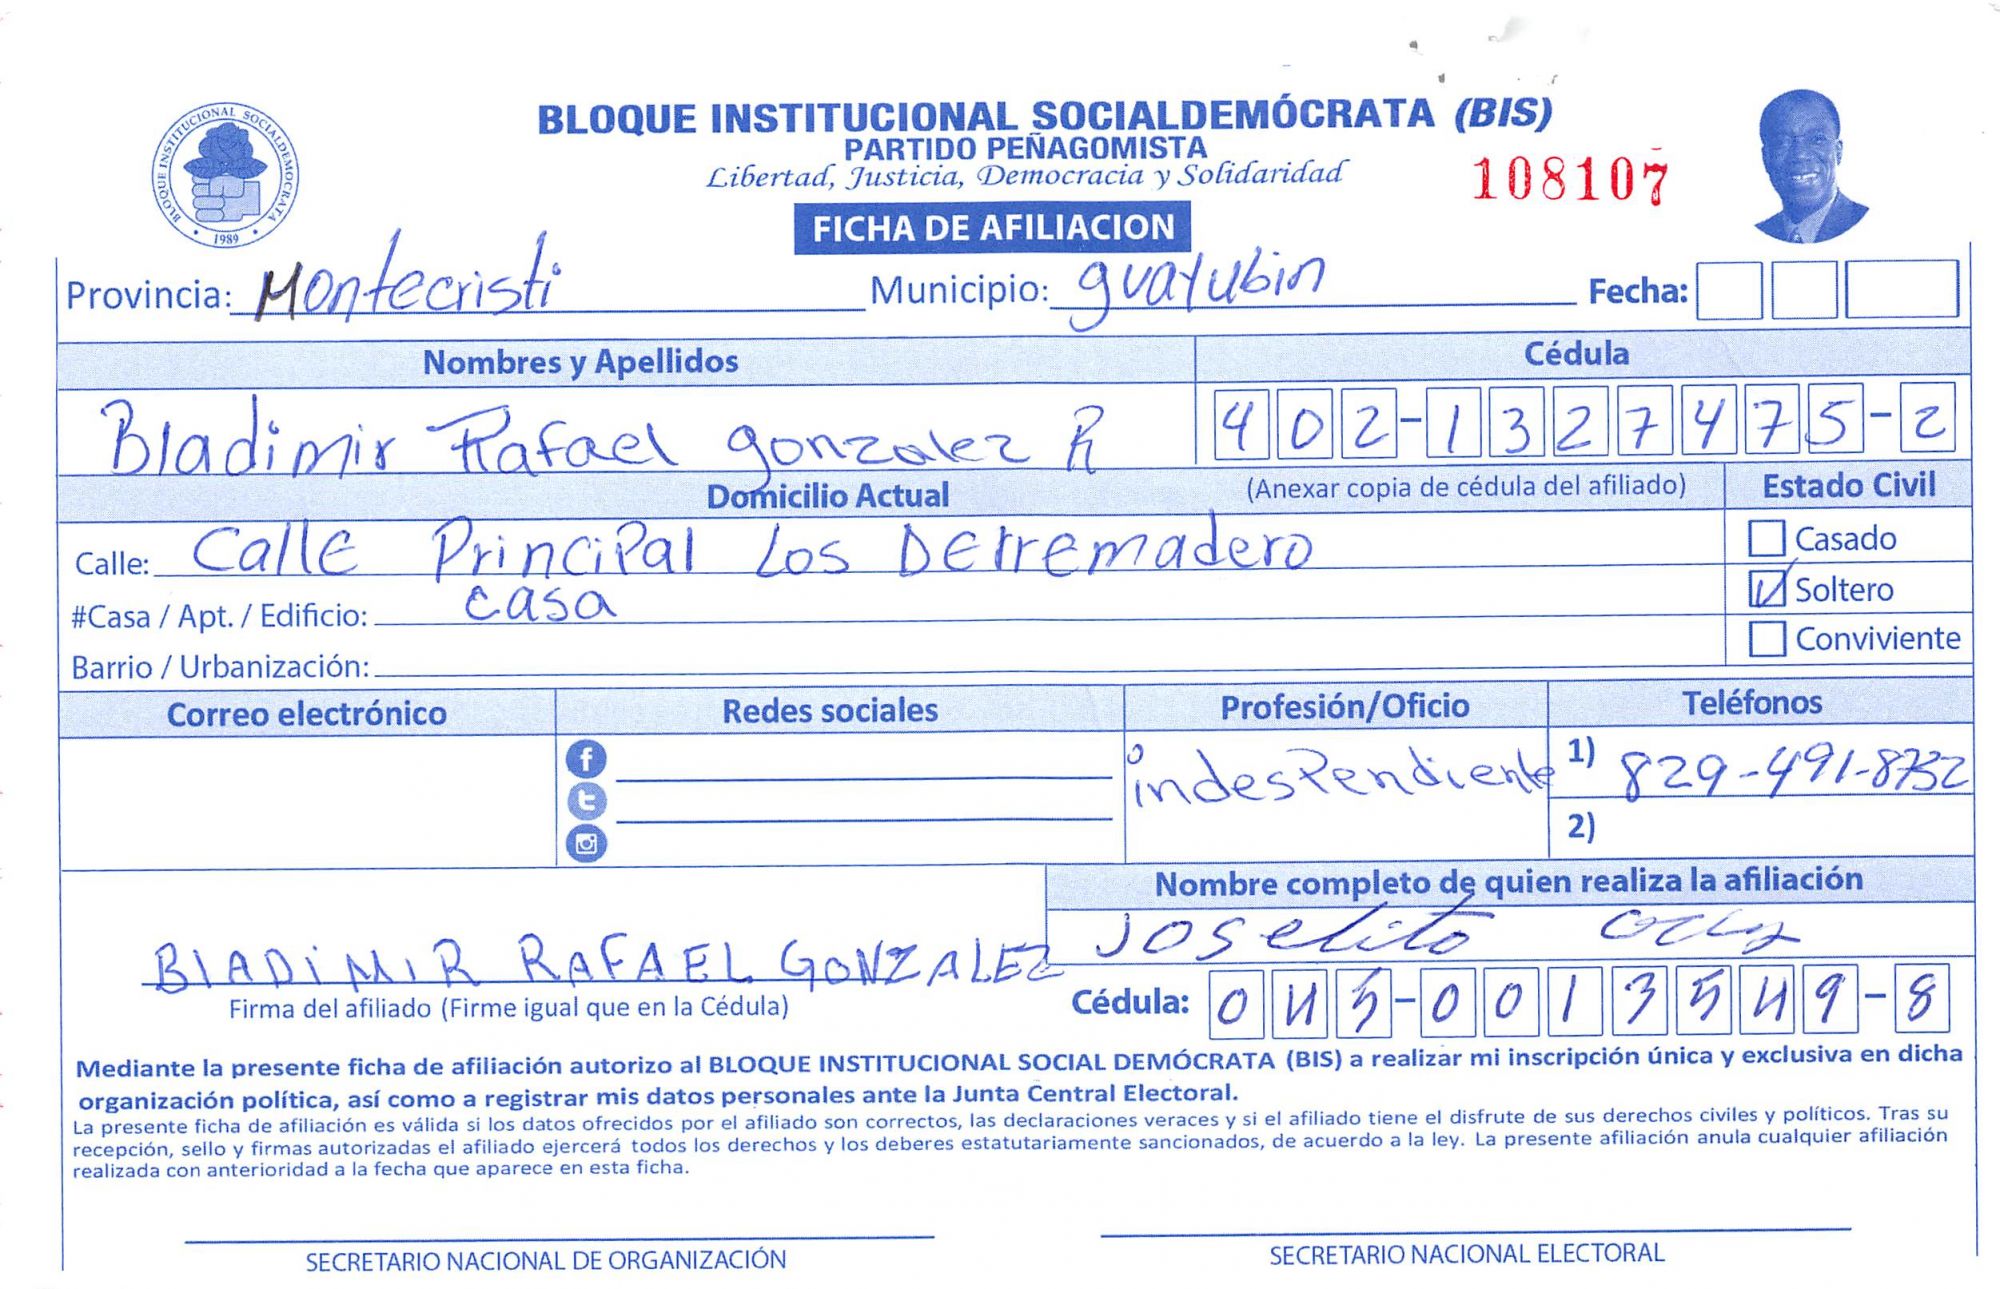 BLOQUE INSTITUCIONAL SOCIALDEMÓCRATA (BIS)
PARTIDO PEÑAGOMISTA
Libertad, Justicia, Democracia y Solidaridad
108107
BLOQUE INSTITUCIONAL SOCIALDEMOCRATA
1989
FICHA DE AFILIACION
Provincia: Montecristi Municipio: guayubin Fecha:
Nombres y Apellidos Cédula
Bladimir Rafael gonzalez R 402-1327475-2
Domicilio Actual (Anexar copia de cédula del afiliado) Estado Civil
Calle: Calle Principal Los Derremadero Casado
#Casa / Apt. / Edificio: casa Soltero
Barrio / Urbanización: Conviviente
Correo electrónico Redes sociales Profesión/Oficio Teléfonos
indesPendiente 1) 829-491-8732
2)
Nombre completo de quien realiza la afiliación
Joselito
BlADiMIR RAFAEL GONZALEZ
Firma del afiliado (Firme igual que en la Cédula) Cédula: 045-0013549-8
Mediante la presente ficha de afiliación autorizo al BLOQUE INSTITUCIONAL SOCIAL DEMÓCRATA (BIS) a realizar mi inscripción única y exclusiva en dicha
organización política, así como a registrar mis datos personales ante la Junta Central Electoral.
La presente ficha de afiliación es válida si los datos ofrecidos por el afiliado son correctos, las declaraciones veraces y si el afiliado tiene el disfrute de sus derechos civiles y políticos. Tras su
recepción, sello y firmas autorizadas el afiliado ejercerá todos los derechos y los deberes estatutariamente sancionados, de acuerdo a la ley. La presente afiliación anula cualquier afiliación
realizada con anterioridad a la fecha que aparece en esta ficha.
SECRETARIO NACIONAL DE ORGANIZACIÓN SECRETARIO NACIONAL ELECTORAL